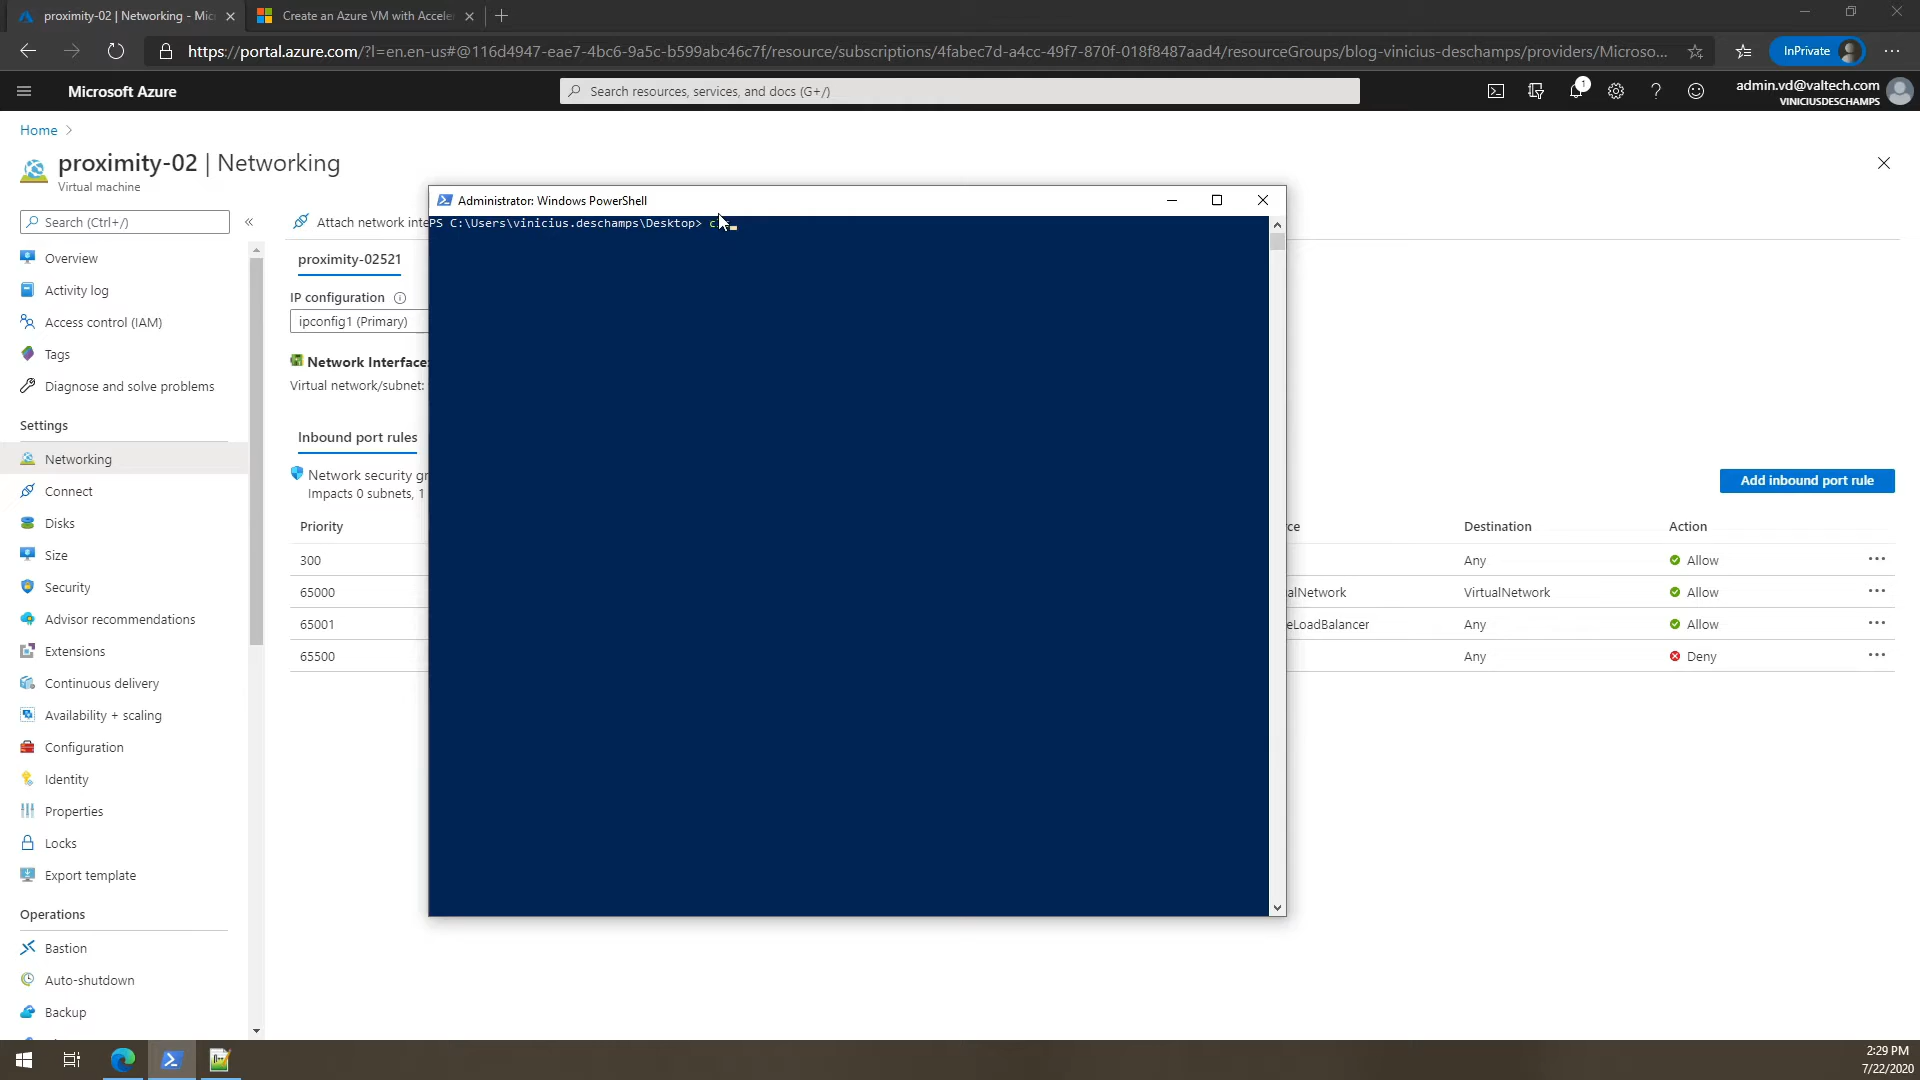 proximity-02 | Networking - Mic
Create an Azure VM with Acceler
https://portal.azure.com/?l=en.en-us#@116d4947-eae7-4bc6-9a5c-b599abc46c7f/resource/subscriptions/4fabec7d-a4cc-49f7-870f-018f8487aad4/resourceGroups/blog-vinicius-deschamps/providers/Microso...
InPrivate
Microsoft Azure
Search resources, services, and docs (G+/)
1
admin.vd@valtech.com
VINICIUSDESCHAMPS
Home
proximity-02 | Networking
Virtual machine
Search (Ctrl+/)
«
Overview
Activity log
Access control (IAM)
Tags
Diagnose and solve problems
Settings
Networking
Connect
Disks
Size
Security
Advisor recommendations
Extensions
Continuous delivery
Availability + scaling
Configuration
Identity
Properties
Locks
Export template
Operations
Bastion
Auto-shutdown
Backup
Attach network inte
proximity-02521
IP configuration
ipconfig1 (Primary)
Network Interface:
Virtual network/subnet:
Inbound port rules
Network security gr
Impacts 0 subnets, 1
Add inbound port rule
Priority
ce
Destination
Action
300
Any
Allow
65000
alNetwork
VirtualNetwork
Allow
65001
eLoadBalancer
Any
Allow
65500
Any
Deny
Administrator: Windows PowerShell
PS C:\Users\vinicius.deschamps\Desktop>
2:29 PM
7/22/2020